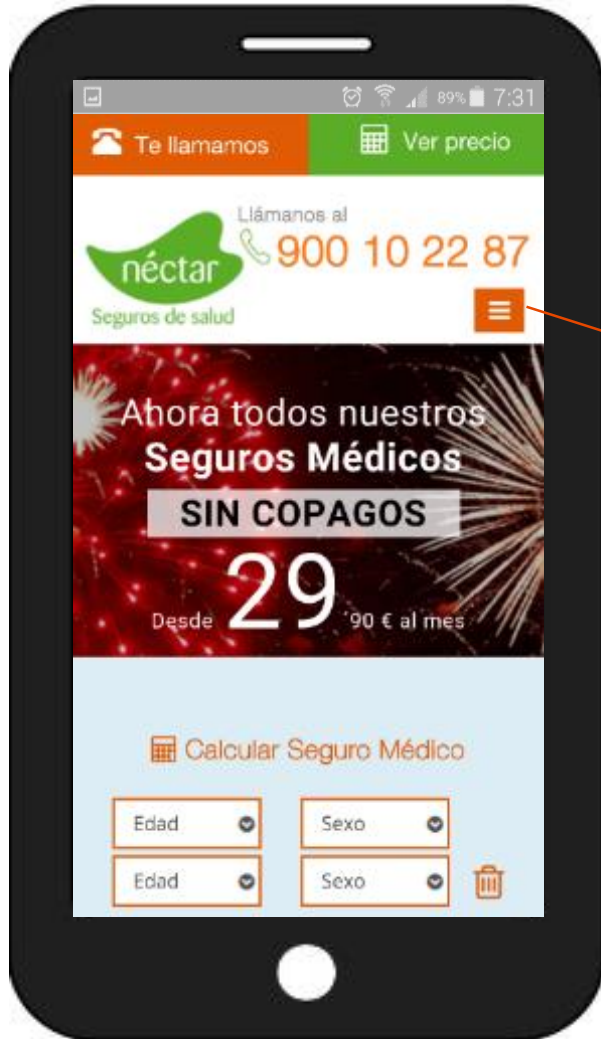 89% 7:31
Te llamamos Ver precio
Llámanos al
900 10 22 87
néctar
Seguros de salud
Ahora todos nuestros
Seguros Médicos
SIN COPAGOS
Desde 29 90 € al mes
Calcular Seguro Médico
Edad Sexo
Edad Sexo